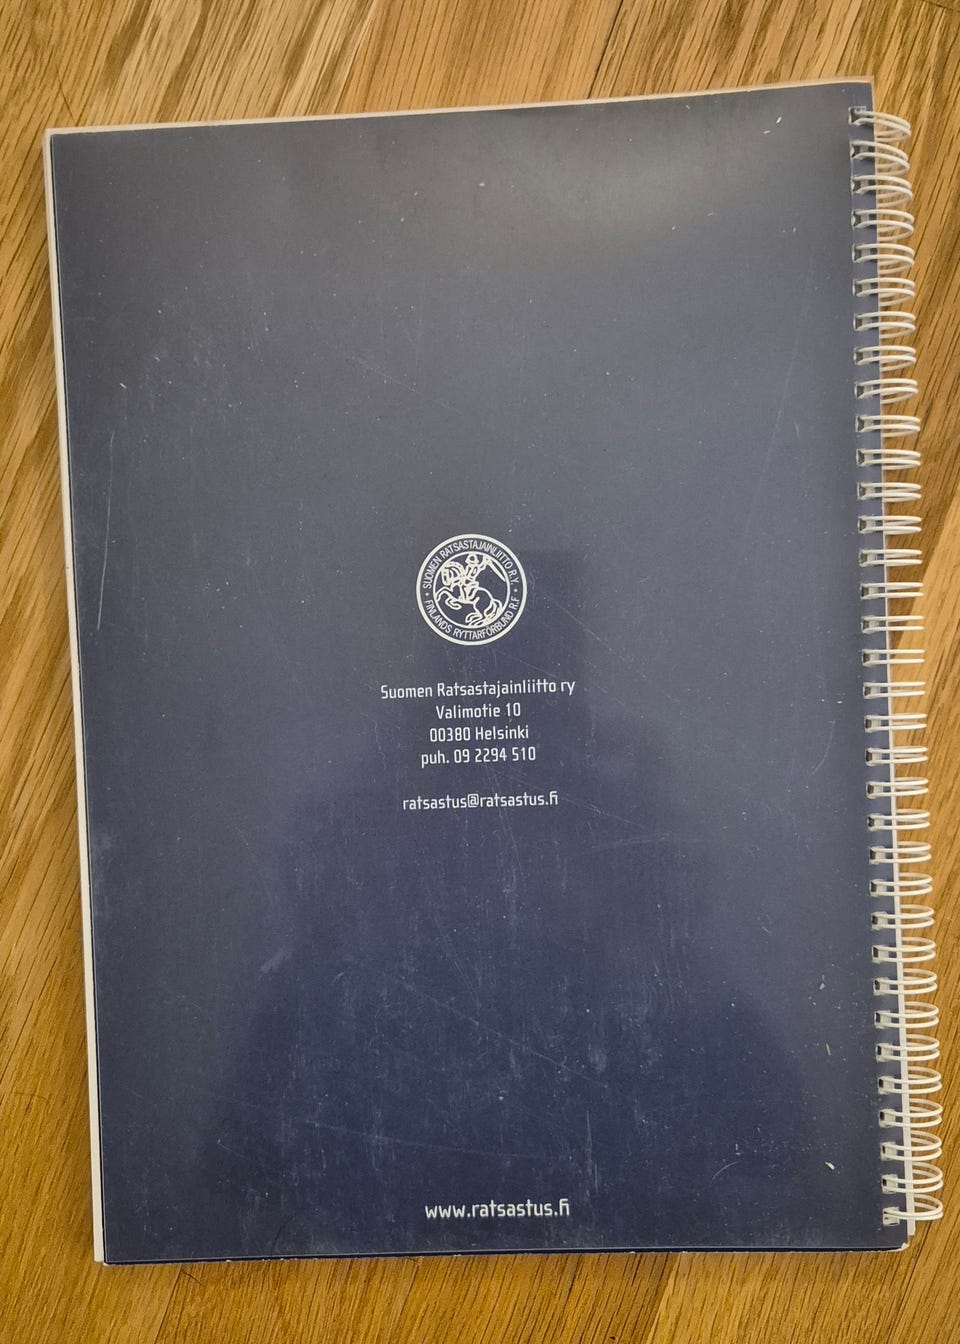 SUOMEN RATSASTAJAINLIITTO R.Y.
FINLANDS RYTTARFÖRBUND R.F
Suomen Ratsastajainliitto ry
Valimotie 10
00380 Helsinki
puh. 09 2294 510
ratsastus@ratsastus.fi
www.ratsastus.fi